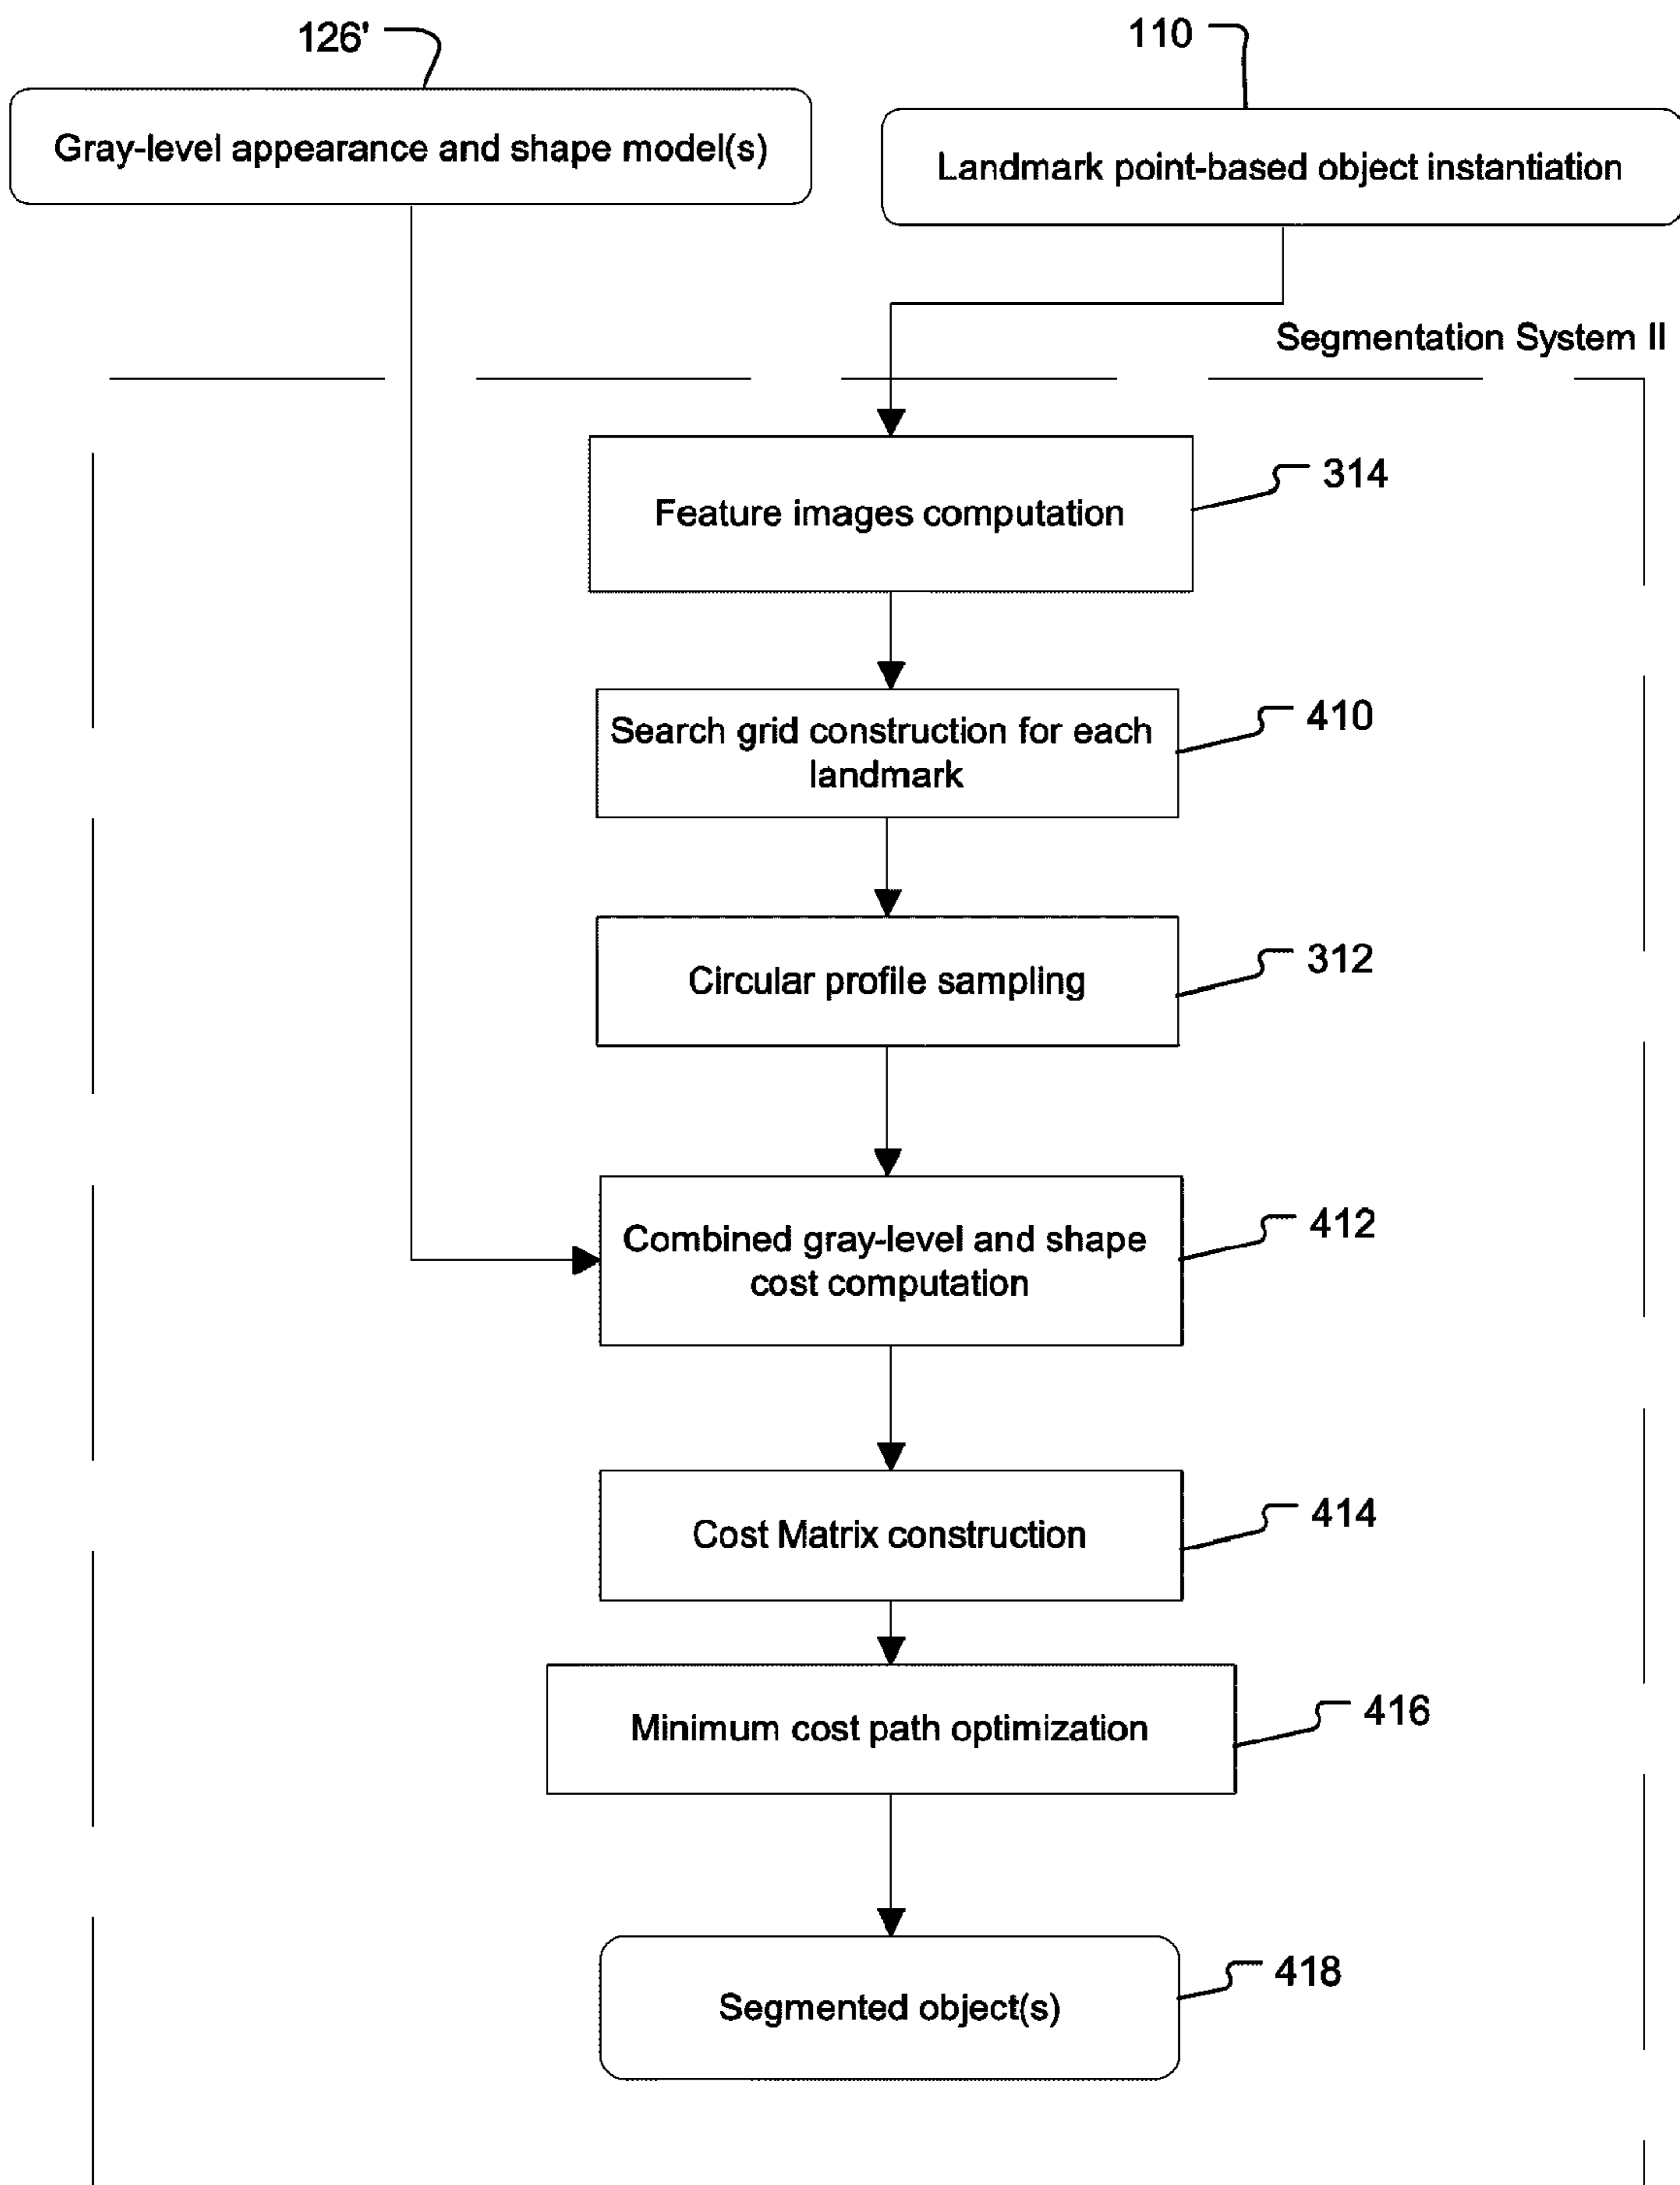 126'
110
Gray-level appearance and shape model(s)
Landmark point-based object instantiation
Segmentation System II
Feature images computation
314
Search grid construction for each
landmark
410
Circular profile sampling
312
Combined gray-level and shape
cost computation
412
Cost Matrix construction
414
Minimum cost path optimization
416
Segmented object(s)
418